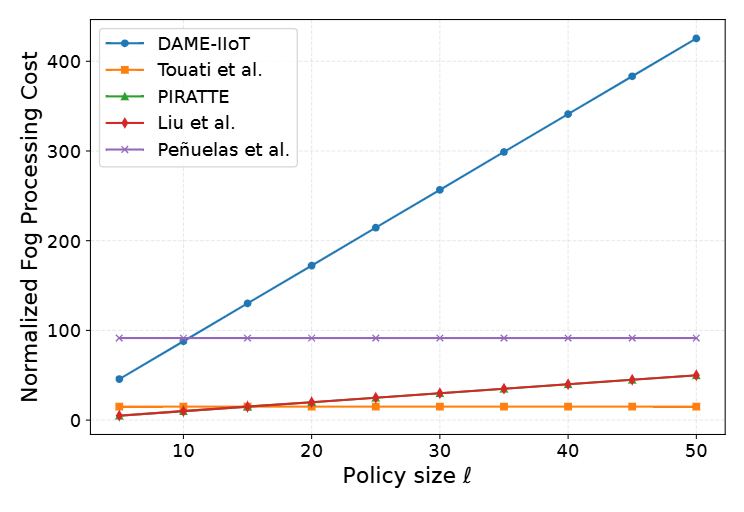 DAME-IIoT
Touati et al.
PIRATTE
Liu et al.
Peñuelas et al.
Normalized Fog Processing Cost
400
300
200
100
0
10 20 30 40 50
Policy size ℓ